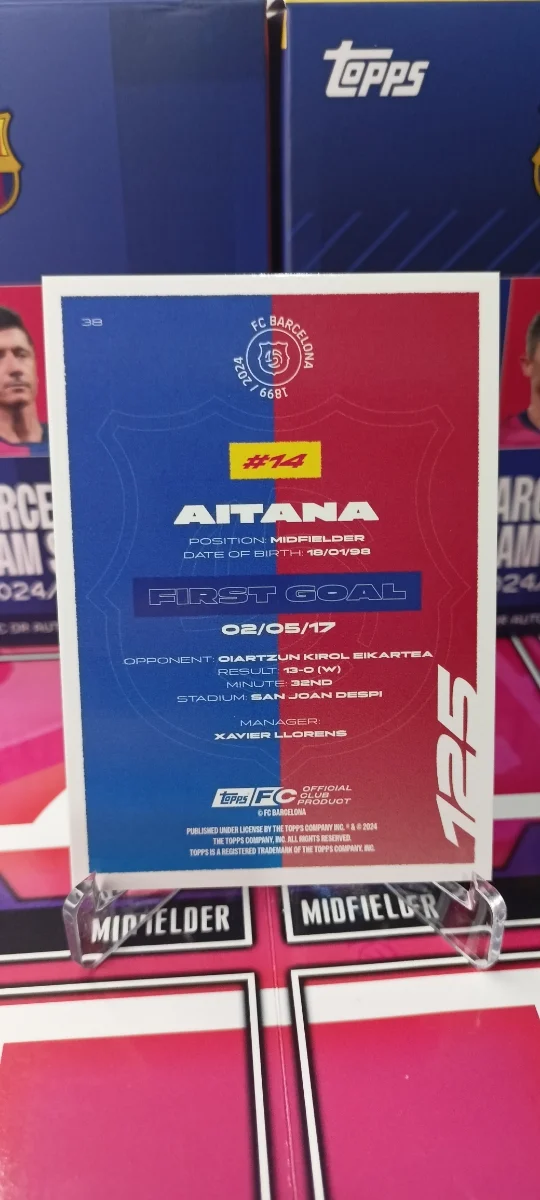 TOPPS
38
FC BARCELONA
1899 / 2024
#14
AITANA
POSITION: MIDFIELDER
DATE OF BIRTH: 18/01/98
FIRST GOAL
02/05/17
OPPONENT: OIARTZUN KIROL EIKARTEA
RESULT: 13-0 (W)
MINUTE: 32ND
STADIUM: SAN JOAN DESPI
MANAGER:
XAVIER LLORENS
125
TOPPS FC OFFICIAL
CLUB
PRODUCT
© FC BARCELONA
PUBLISHED UNDER LICENSE BY THE TOPPS COMPANY INC. ® & © 2024
THE TOPPS COMPANY, INC. ALL RIGHTS RESERVED.
TOPPS IS A REGISTERED TRADEMARK OF THE TOPPS COMPANY, INC.
MIDFIELDER
MIDFIELDER